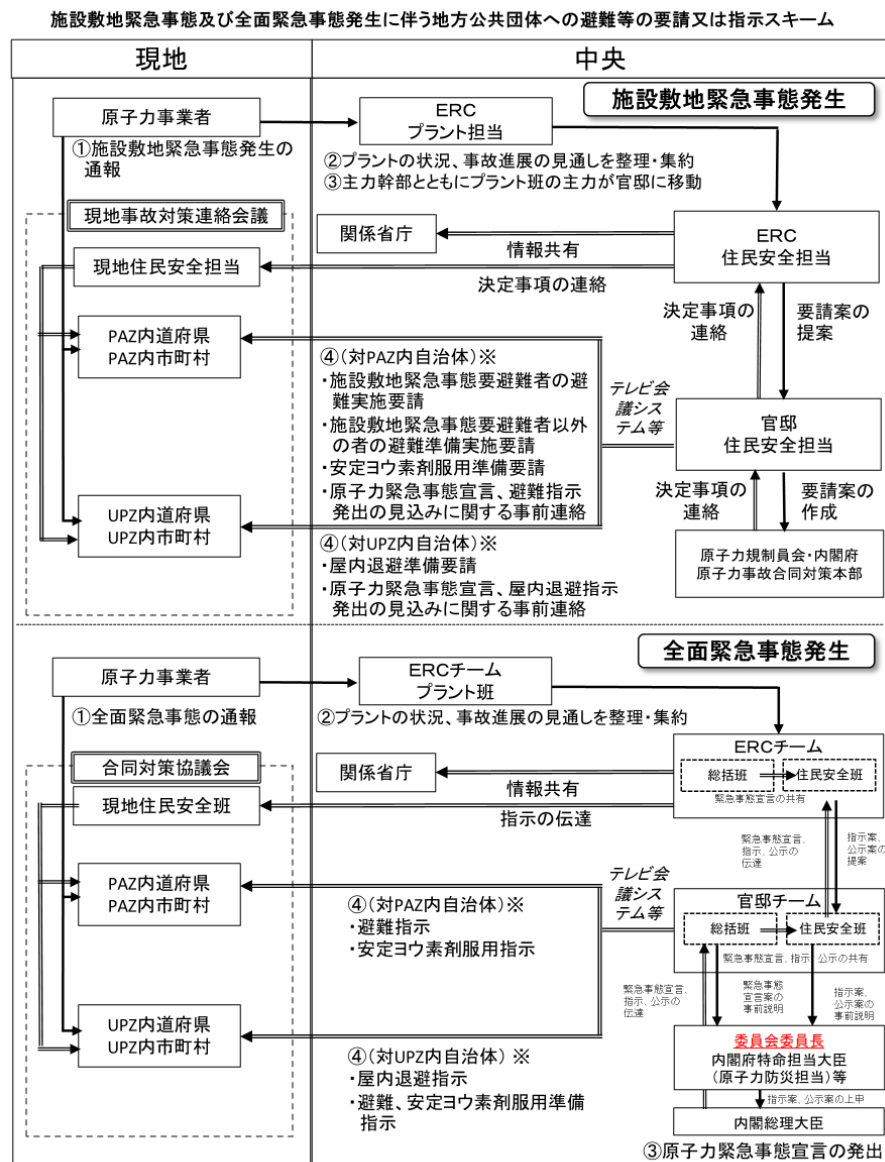 施設敷地緊急事態及び全面緊急事態発生に伴う地方公共団体への避難等の要請又は指示スキーム
現地
中央
施設敷地緊急事態発生
原子力事業者
ERC
プラント担当
①施設敷地緊急事態発生の
通報
②プラントの状況、事故進展の見通しを整理・集約
③主力幹部とともにプラント班の主力が官邸に移動
現地事故対策連絡会議
関係省庁
ERC
住民安全担当
情報共有
現地住民安全担当
決定事項の連絡
決定事項の
連絡
要請案の
提案
PAZ内道府県
PAZ内市町村
④(対PAZ内自治体)※
・施設敷地緊急事態要避難者の避
難実施要請
・施設敷地緊急事態要避難者以外
の者の避難準備実施要請
・安定ヨウ素剤服用準備要請
・原子力緊急事態宣言、避難指示
発出の見込みに関する事前連絡
テレビ会
議シス
テム等
官邸
住民安全担当
決定事項の
連絡
要請案の
作成
UPZ内道府県
UPZ内市町村
④(対UPZ内自治体)※
・屋内退避準備要請
・原子力緊急事態宣言、屋内退避指示
発出の見込みに関する事前連絡
原子力規制員会・内閣府
原子力事故合同対策本部
全面緊急事態発生
原子力事業者
ERCチーム
プラント班
①全面緊急事態の通報
②プラントの状況、事故進展の見通しを整理・集約
合同対策協議会
関係省庁
ERCチーム
総括班
住民安全班
緊急事態宣言の共有
情報共有
現地住民安全班
指示の伝達
緊急事態宣言、
指示、公示の
伝達
指示案、
公示案の
提案
PAZ内道府県
PAZ内市町村
④(対PAZ内自治体)※
・避難指示
・安定ヨウ素剤服用指示
テレビ会
議シス
テム等
官邸チーム
総括班
住民安全班
緊急事態宣言、指示、公示の共有
緊急事態宣言、
指示、公示の
伝達
緊急事態
宣言案の
事前説明
指示案、
公示案の
事前説明
UPZ内道府県
UPZ内市町村
④(対UPZ内自治体)※
・屋内退避指示
・避難、安定ヨウ素剤服用準備
指示
委員会委員長
内閣府特命担当大臣
(原子力防災担当)等
指示案、公示案の上申
内閣総理大臣
③原子力緊急事態宣言の発出